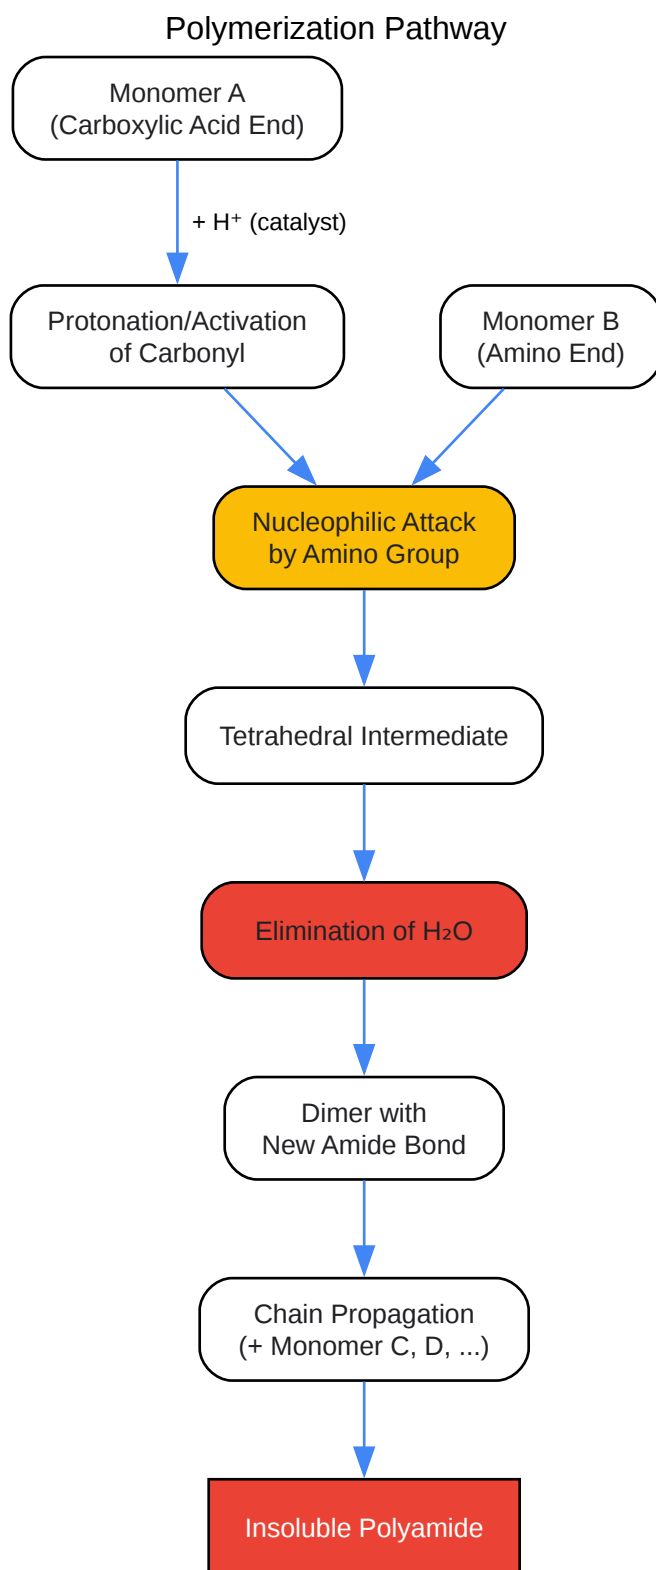 Polymerization Pathway
Monomer A
(Carboxylic Acid End)
+ H⁺ (catalyst)
Protonation/Activation
of Carbonyl
Monomer B
(Amino End)
Nucleophilic Attack
by Amino Group
Tetrahedral Intermediate
Elimination of H₂O
Dimer with
New Amide Bond
Chain Propagation
(+ Monomer C, D, ...)
Insoluble Polyamide